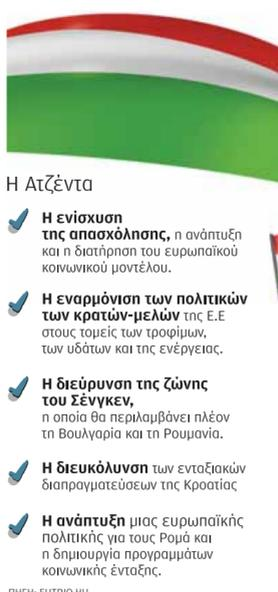 Η Ατζέντα
Η ενίσχυση
της απασχόλησης, η ανάπτυξη
και η διατήρηση του ευρωπαϊκού
κοινωνικού μοντέλου.
Η εναρμόνιση των πολιτικών
των κρατών-μελών της Ε.Ε
στους τομείς των τροφίμων,
των υδάτων και της ενέργειας.
Η διεύρυνση της ζώνης
του Σένγκεν,
η οποία θα περιλαμβάνει πλέον
τη Βουλγαρία και τη Ρουμανία.
Η διευκόλυνση των ενταξιακών
διαπραγματεύσεων της Κροατίας
Η ανάπτυξη μιας ευρωπαϊκής
πολιτικής για τους Ρομά και
η δημιουργία προγραμμάτων
κοινωνικής ένταξης.